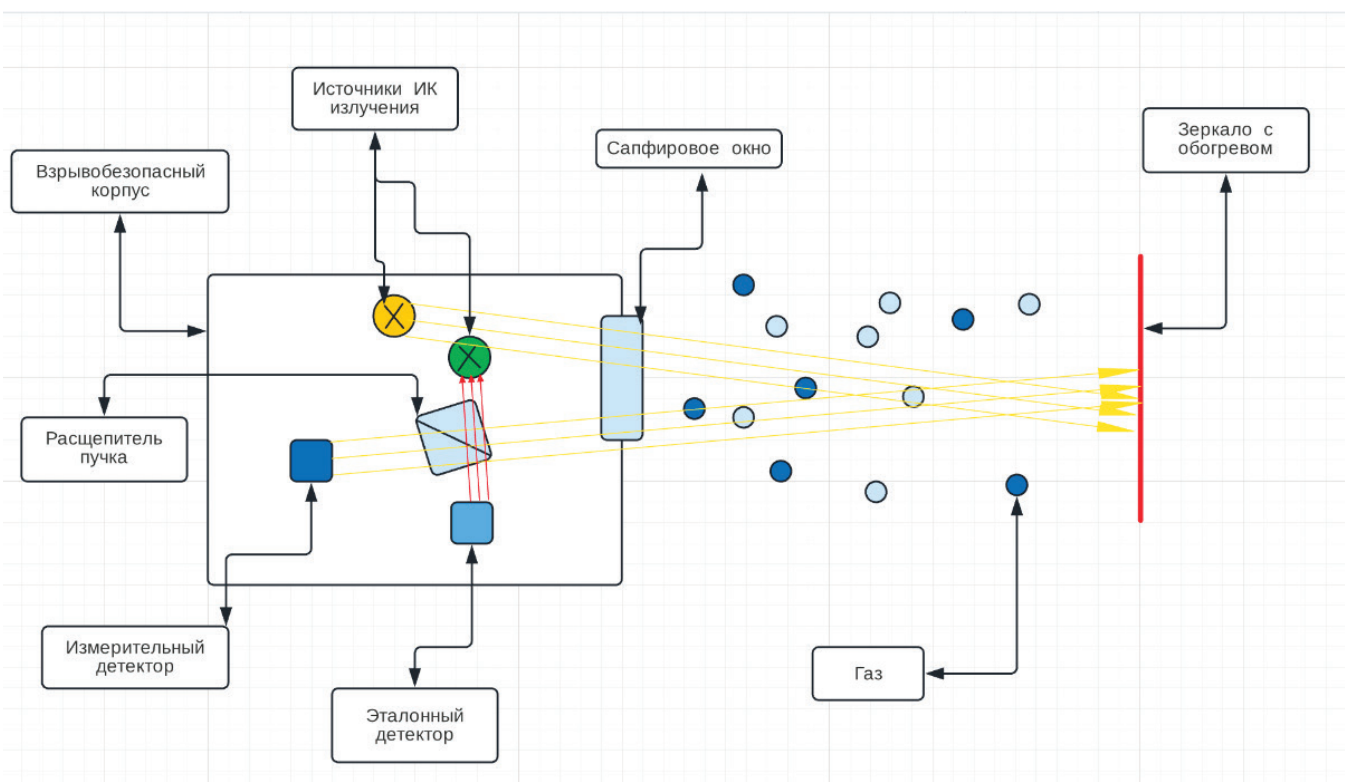 Источники ИК
излучения
Сапфировое окно
Зеркало с
обогревом
Взрывобезопасный
корпус
Расщепитель
пучка
Измерительный
детектор
Эталонный
детектор
Газ